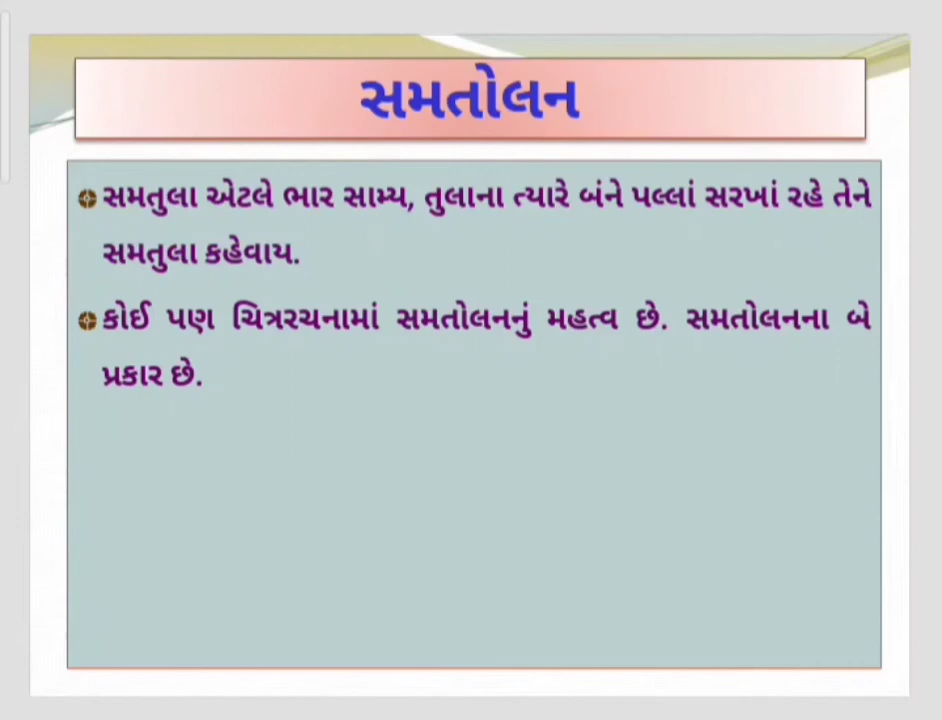 સમતોલન
સમતુલા એટલે ભાર સામ્ય, તુલાના ત્યારે બંને પલ્લાં સરખાં રહે તેને
સમતુલા કહેવાય.
કોઈ પણ ચિત્રરચનામાં સમતોલનનું મહત્વ છે. સમતોલનના બે
પ્રકાર છે.